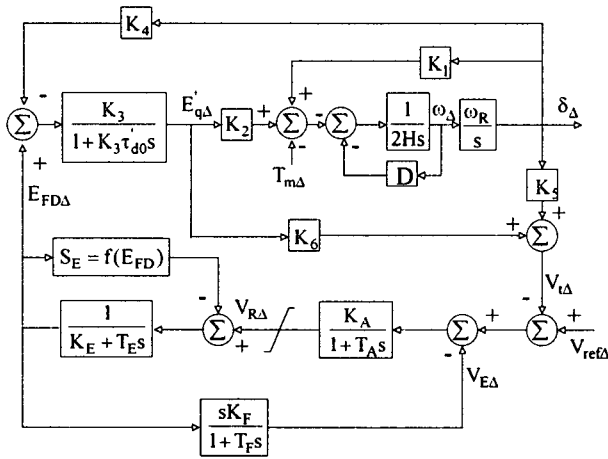 K₄
K₁
K₃
1+K₃τ'd0s
E'qΔ
K₂
1
2Hs
ωΔ
ωR
s
δΔ
Σ
Σ
Σ
+
-
+
+
-
-
-
TmΔ
D
EFDΔ
K₅
K₆
+
+
Σ
SE = f(EFD)
VtΔ
1
KE + TEs
-
Σ
+
VRΔ
KA
1+TAs
Σ
+
-
-
Σ
+
VrefΔ
VEΔ
sKF
1+TFs